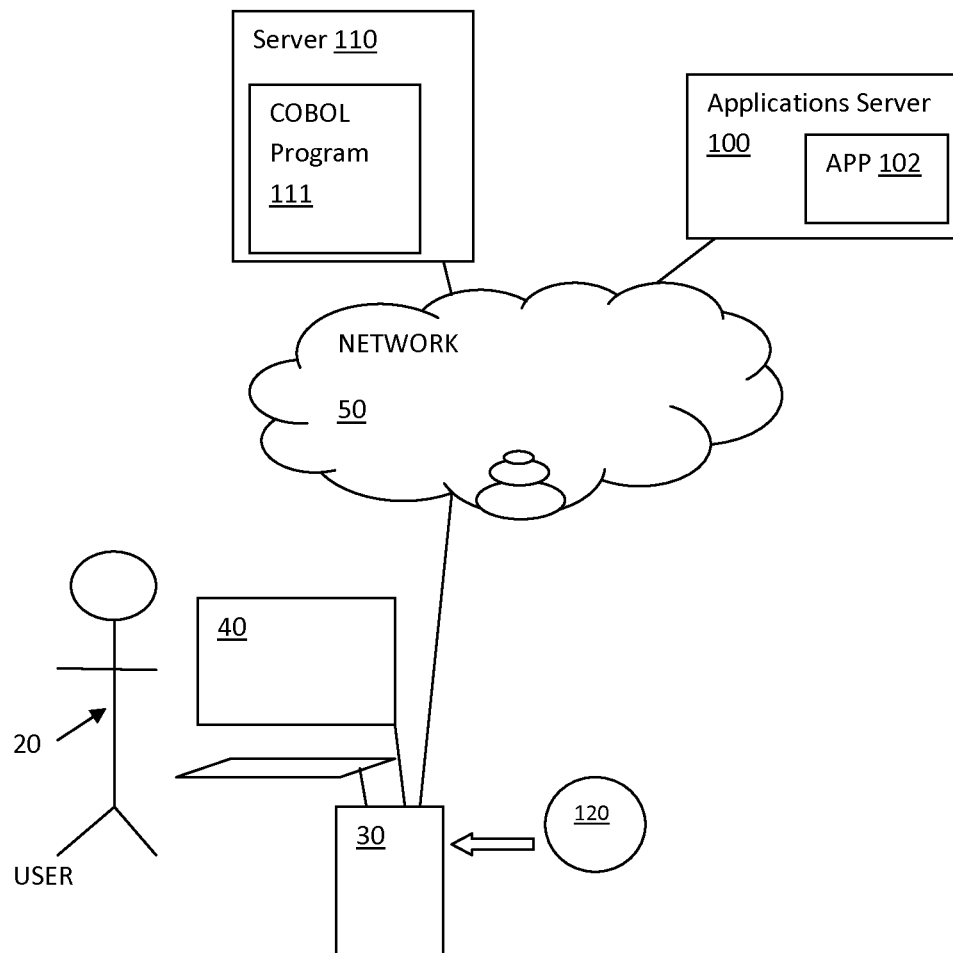 Server 110
COBOL
Program
111
Applications Server
100
APP 102
NETWORK
50
40
20
30
120
USER